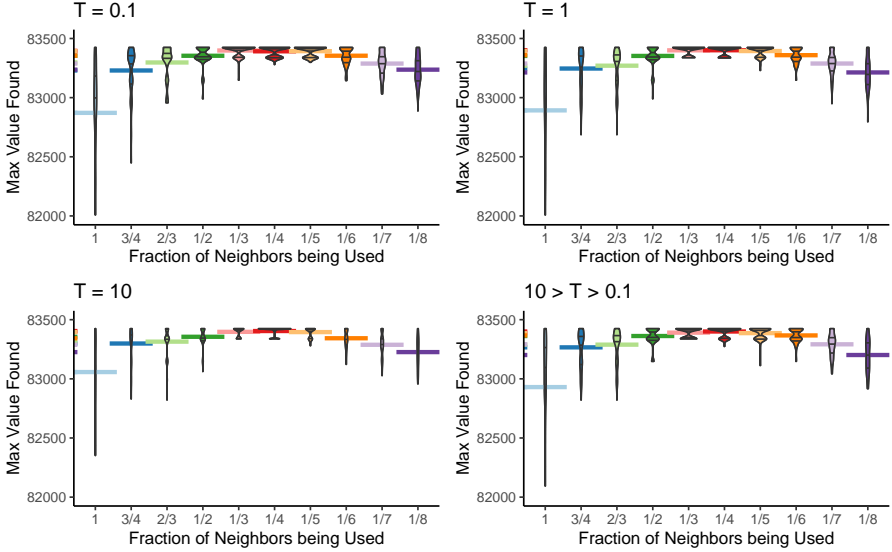 T = 0.1
Max Value Found
83500
83000
82500
82000
1 3/4 2/3 1/2 1/3 1/4 1/5 1/6 1/7 1/8
Fraction of Neighbors being Used
T = 1
Max Value Found
83500
83000
82500
82000
1 3/4 2/3 1/2 1/3 1/4 1/5 1/6 1/7 1/8
Fraction of Neighbors being Used
T = 10
Max Value Found
83500
83000
82500
82000
1 3/4 2/3 1/2 1/3 1/4 1/5 1/6 1/7 1/8
Fraction of Neighbors being Used
10 > T > 0.1
Max Value Found
83500
83000
82500
82000
1 3/4 2/3 1/2 1/3 1/4 1/5 1/6 1/7 1/8
Fraction of Neighbors being Used